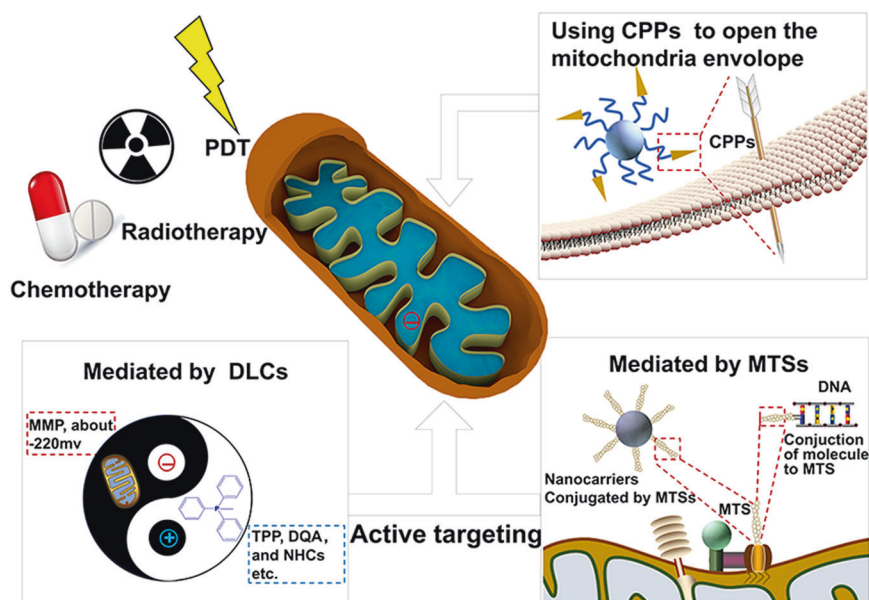 Using CPPs to open the
mitochondria envelope
CPPs
PDT
Radiotherapy
Chemotherapy
Mediated by DLCs
MMP, about
-220mv
TPP, DQA,
and NHCs
etc.
Active targeting
Mediated by MTSs
DNA
Conjuction
of molecule
to MTS
Nanocarriers
Conjugated by MTSs
MTS
P